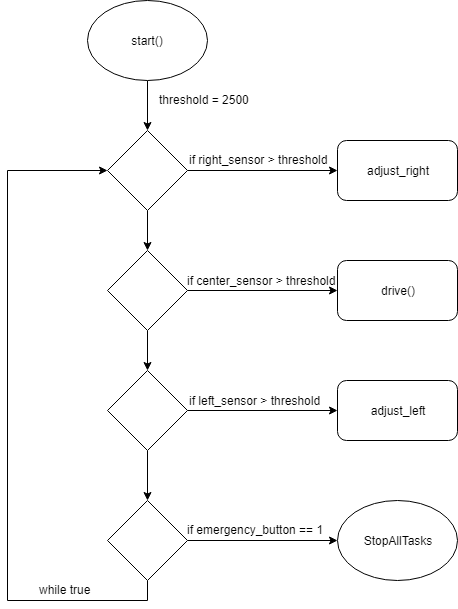 start()
threshold = 2500
if right_sensor > threshold
adjust_right
if center_sensor > threshold
drive()
if left_sensor > threshold
adjust_left
if emergency_button == 1
StopAllTasks
while true